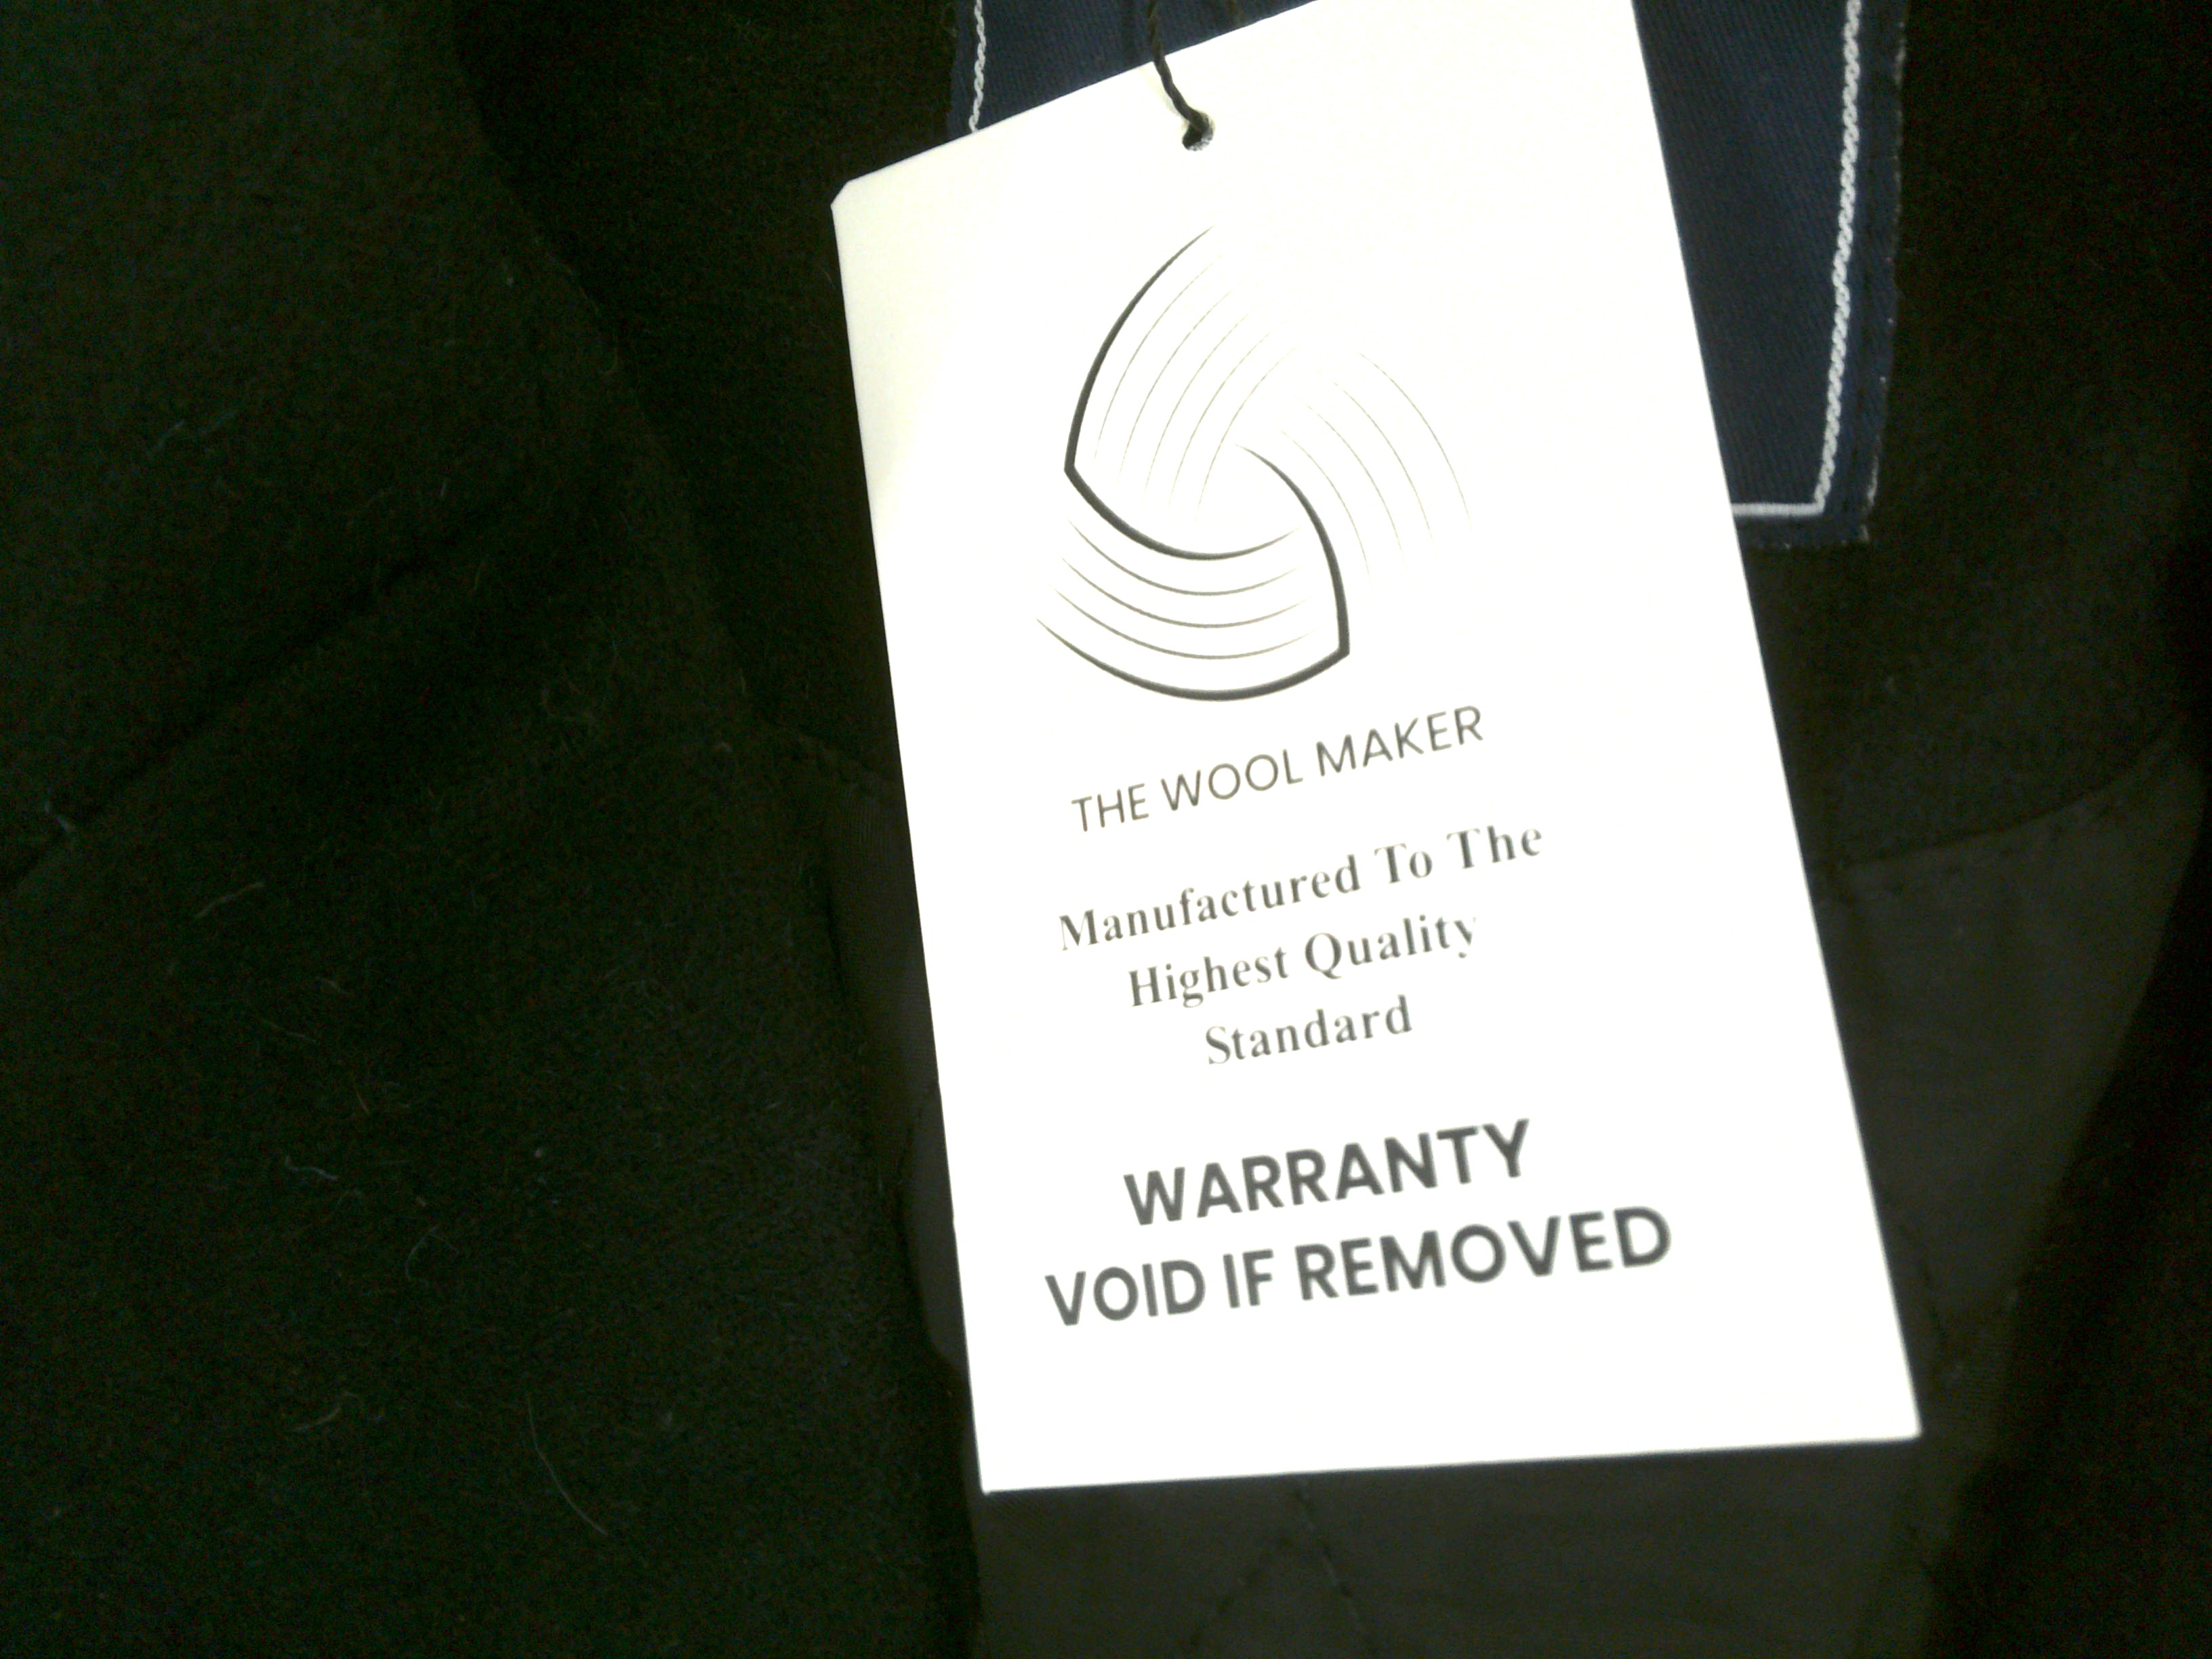 THE WOOL MAKER
Manufactured To The
Highest Quality
Standard
WARRANTY
VOID IF REMOVED